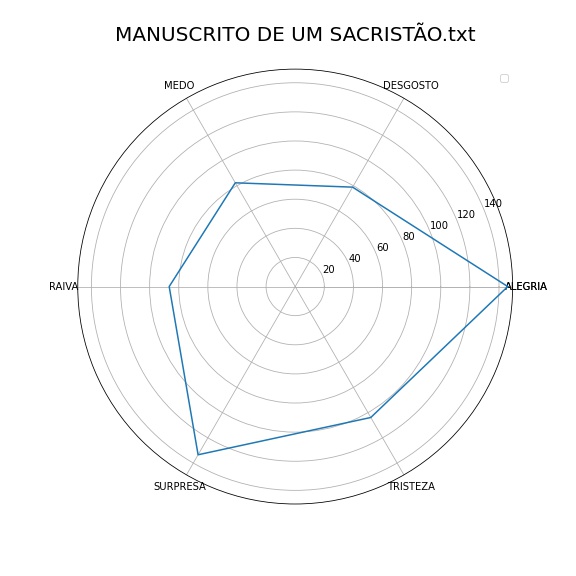 MANUSCRITO DE UM SACRISTÃO.txt
MEDO
DESGOSTO
140
120
100
80
60
40
20
RAIVA
ALEGRIA
SURPRESA
TRISTEZA